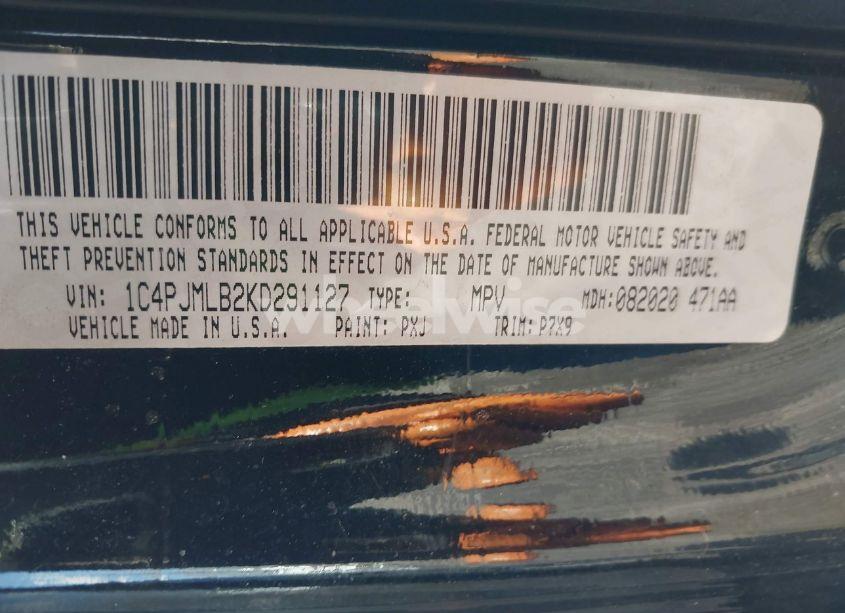 THIS VEHICLE CONFORMS TO ALL APPLICABLE U.S.A. FEDERAL MOTOR VEHICLE SAFETY AND
THEFT PREVENTION STANDARDS IN EFFECT ON THE DATE OF MANUFACTURE SHOWN ABOVE.
VIN: 1C4PJMLB2KD291127 TYPE: MPV MDH:082020 471AA
VEHICLE MADE IN U.S.A. PAINT: PXJ TRIM: P7X9
wheelwise